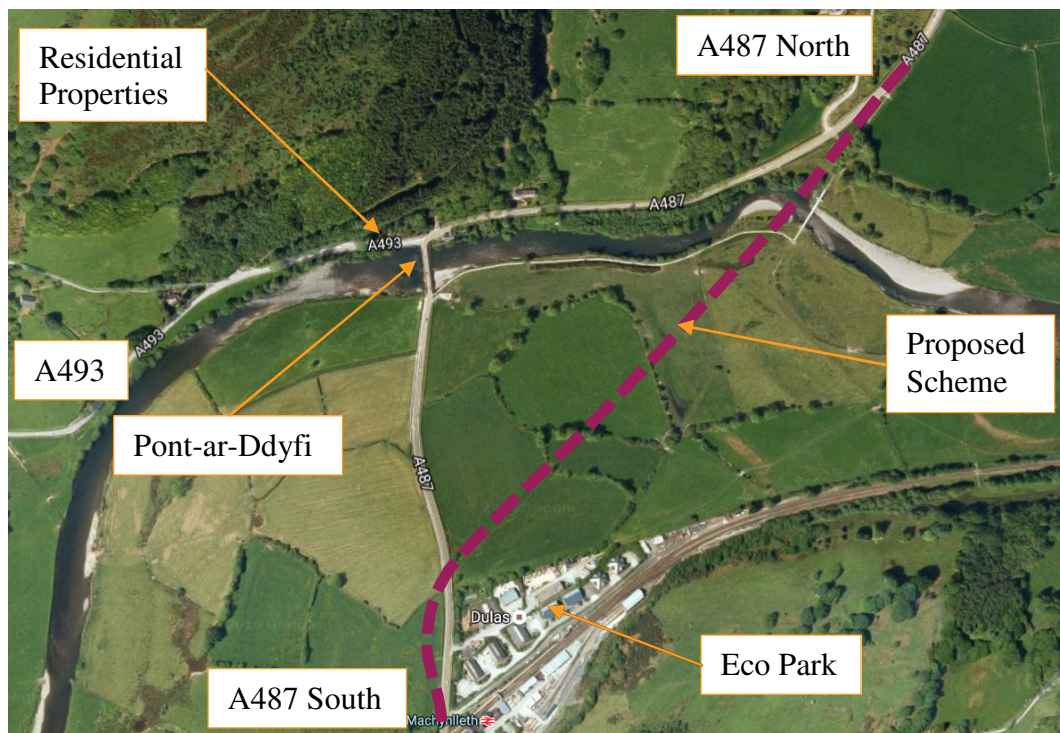 Residential
Properties
A487 North
A487
A487
A493
A493
A493
Proposed
Scheme
Pont-ar-Ddyfi
A487
Dulas
Eco Park
A487 South
Machynlleth